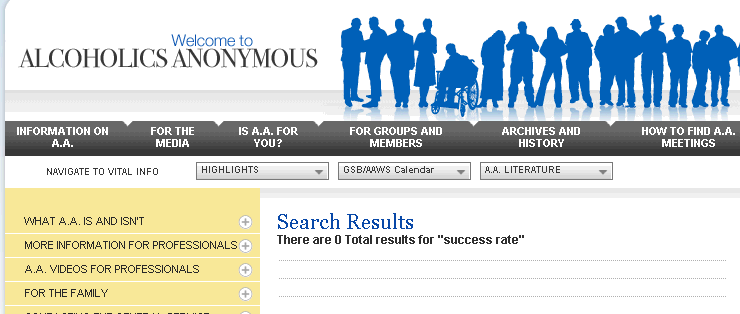 Welcome to
ALCOHOLICS ANONYMOUS
INFORMATION ON
A.A.
FOR THE
MEDIA
IS A.A. FOR
YOU?
FOR GROUPS AND
MEMBERS
ARCHIVES AND
HISTORY
HOW TO FIND A.A.
MEETINGS
NAVIGATE TO VITAL INFO
HIGHLIGHTS
GSB/AAWS Calendar
A.A. LITERATURE
WHAT A.A. IS AND ISN'T
MORE INFORMATION FOR PROFESSIONALS
A.A. VIDEOS FOR PROFESSIONALS
FOR THE FAMILY
Search Results
There are 0 Total results for "success rate"